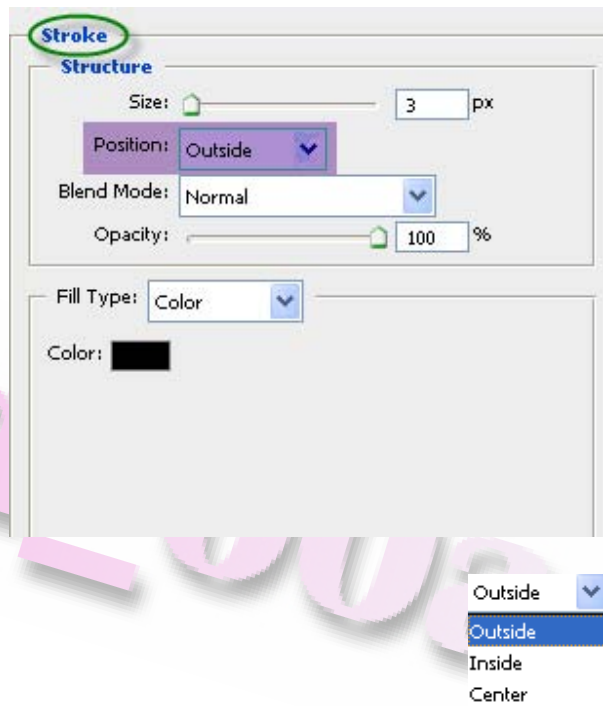 Stroke
Structure
Size: 3 px
Position: Outside
Blend Mode: Normal
Opacity: 100 %
Fill Type: Color
Color:
Outside
Outside
Inside
Center